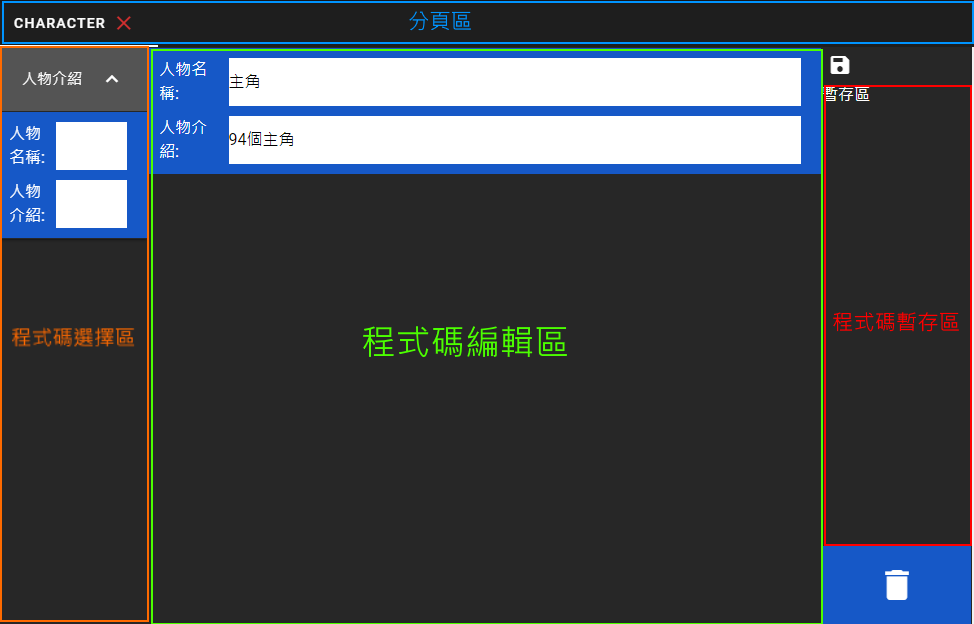 CHARACTER
分頁區
人物介紹
人物
名稱:
人物
介紹:
程式碼選擇區
人物名
稱:
主角
人物介
紹:
94個主角
程式碼編輯區
暫存區
程式碼暫存區